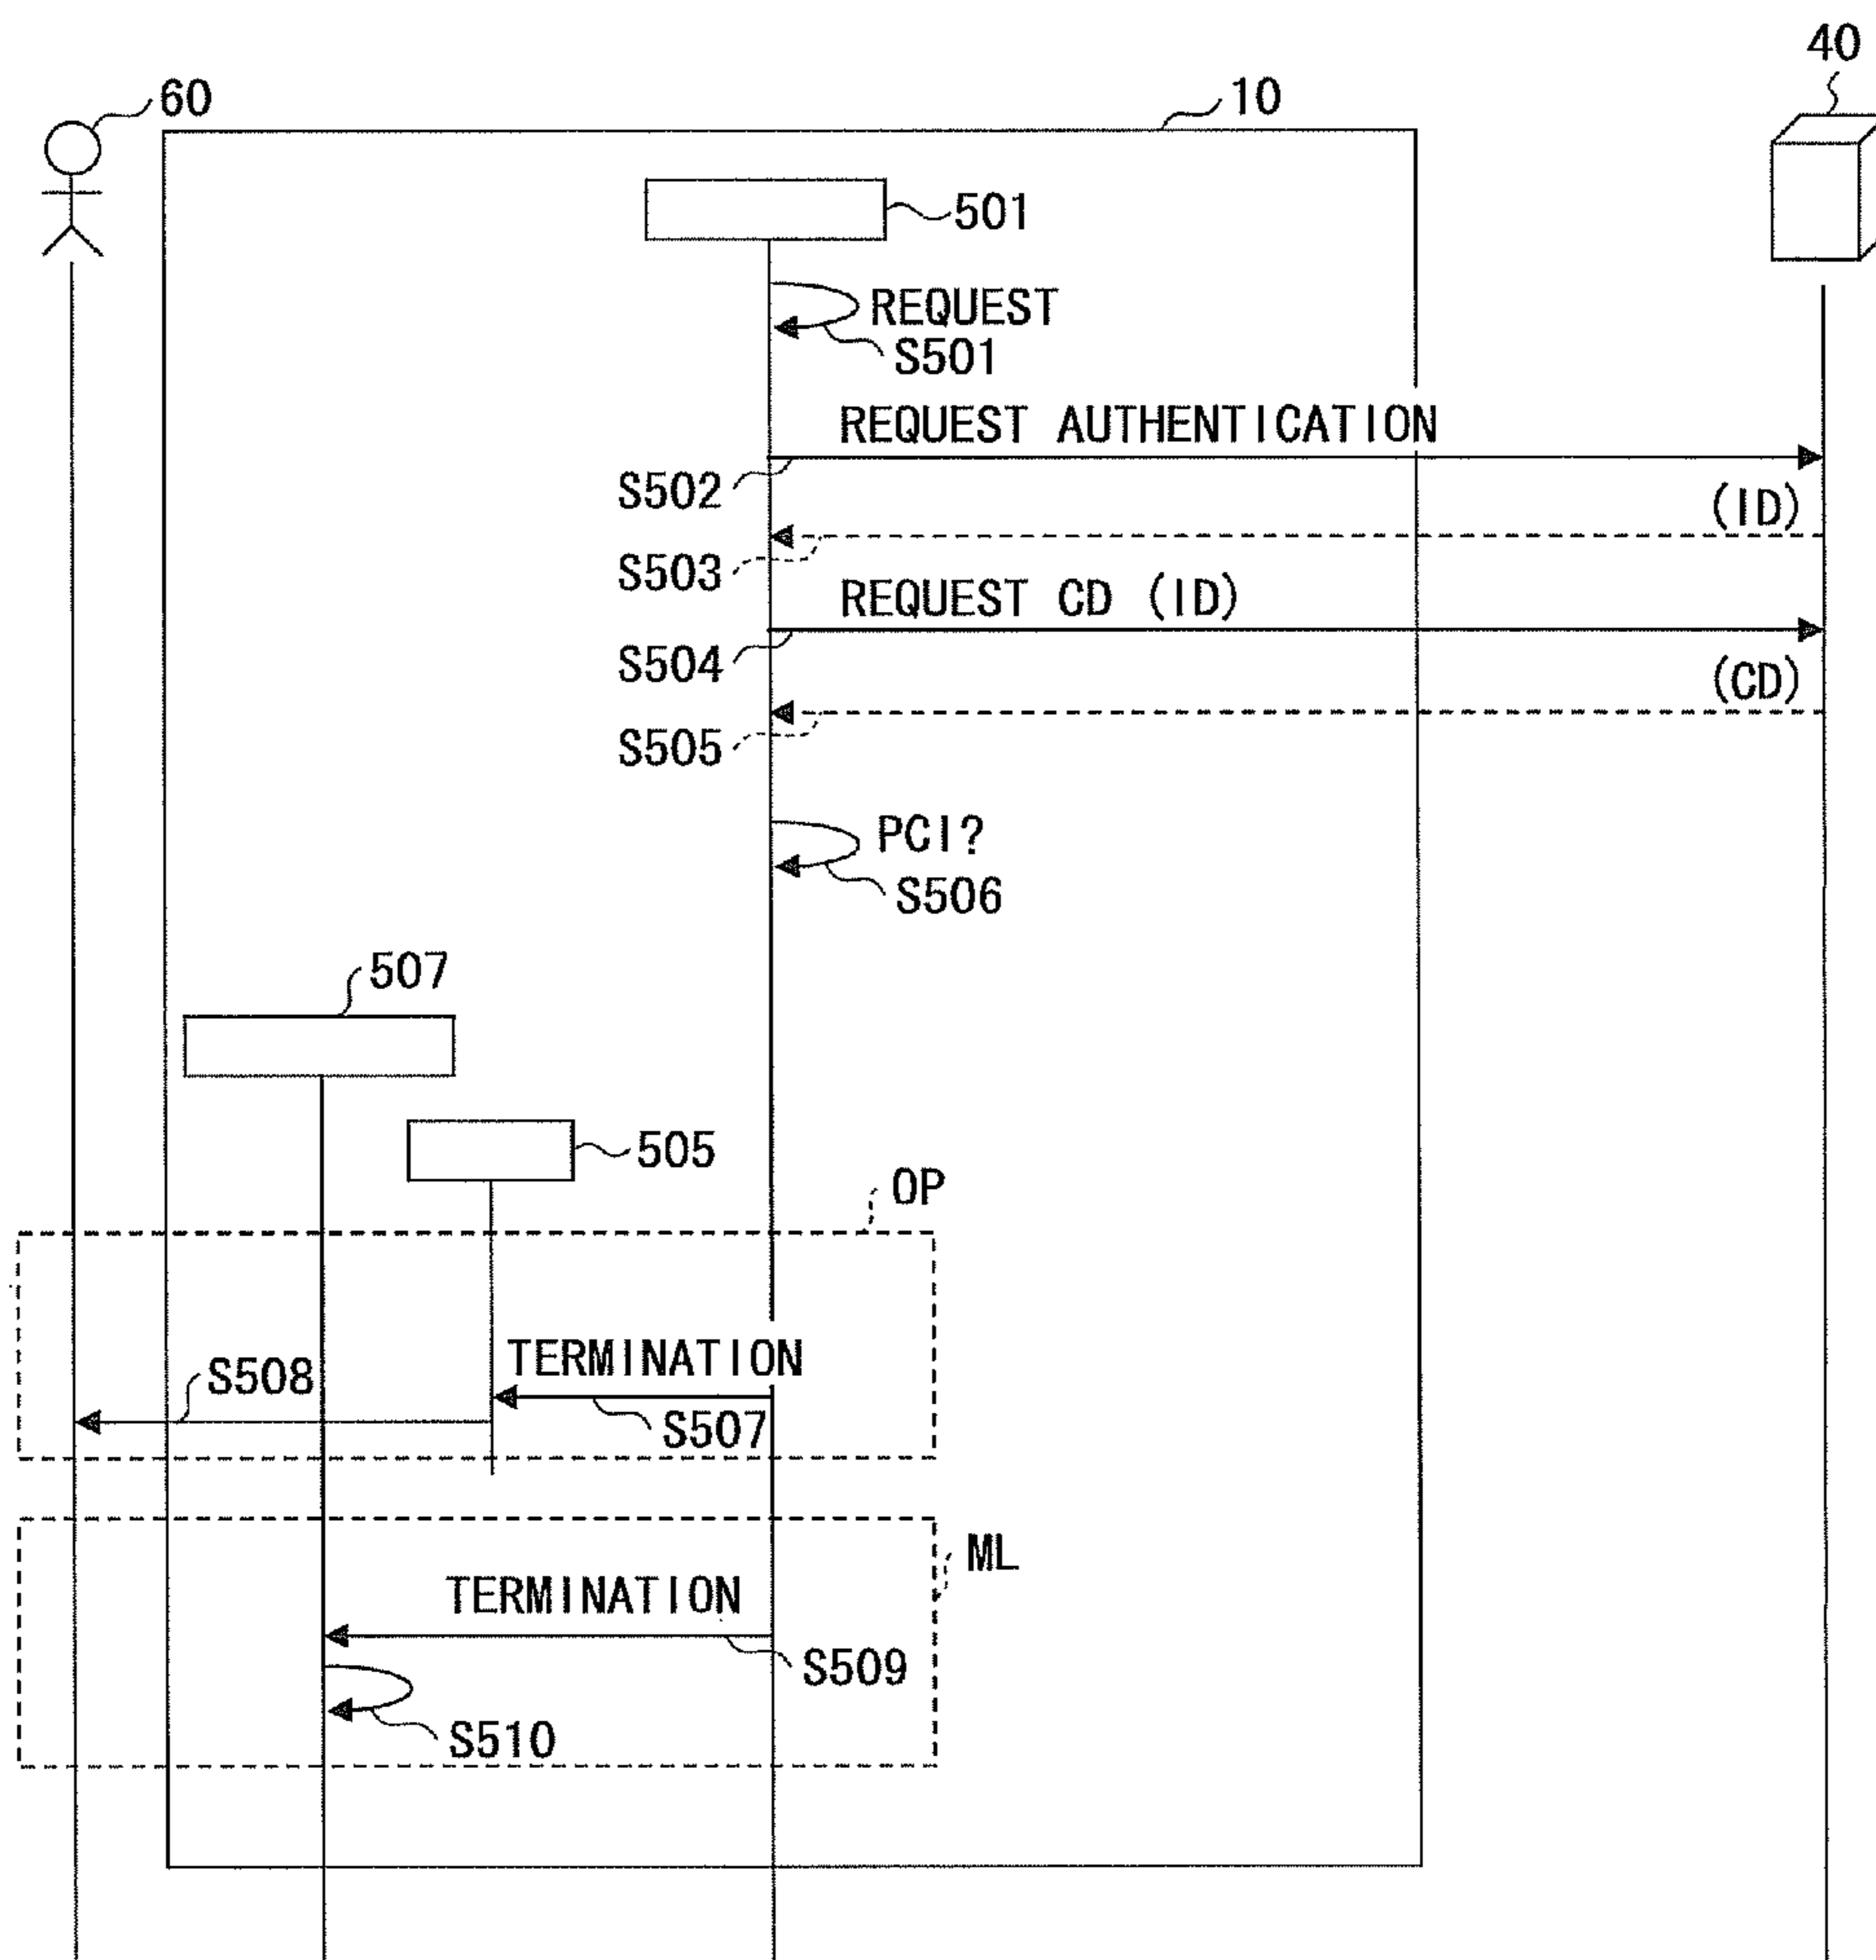 40
60
10
501
REQUEST
S501
REQUEST AUTHENTICATION
S502
(ID)
S503
REQUEST CD (ID)
S504
(CD)
S505
PCI?
S506
507
505
OP
TERMINATION
S508
S507
ML
TERMINATION
S509
S510